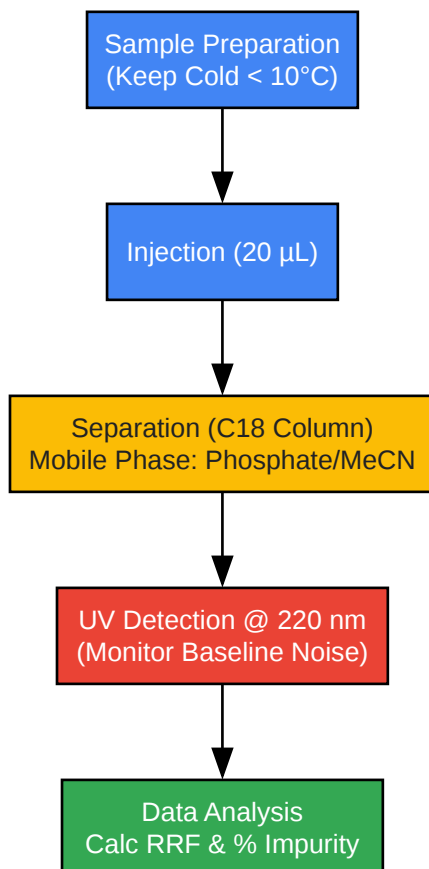 Sample Preparation
(Keep Cold < 10°C)
Injection (20 µL)
Separation (C18 Column)
Mobile Phase: Phosphate/MeCN
UV Detection @ 220 nm
(Monitor Baseline Noise)
Data Analysis
Calc RRF & % Impurity